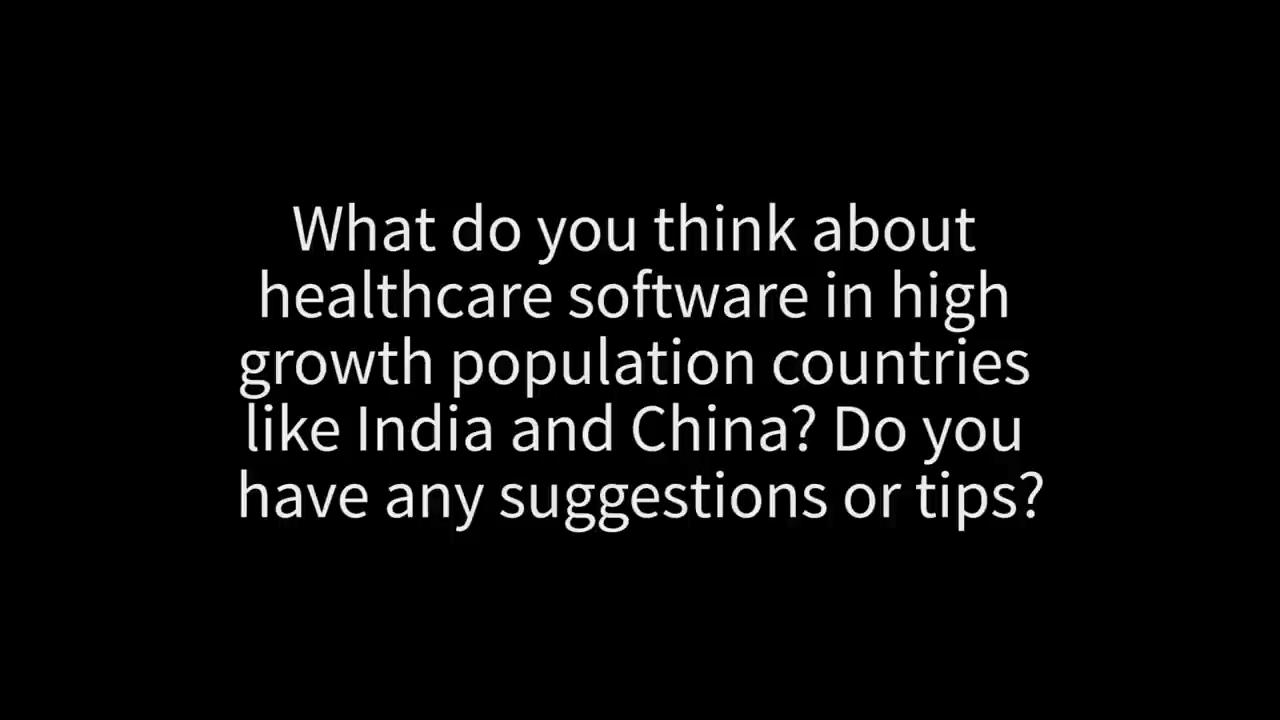 What do you think about
healthcare software in high
growth population countries
like India and China? Do you
have any suggestions or tips?